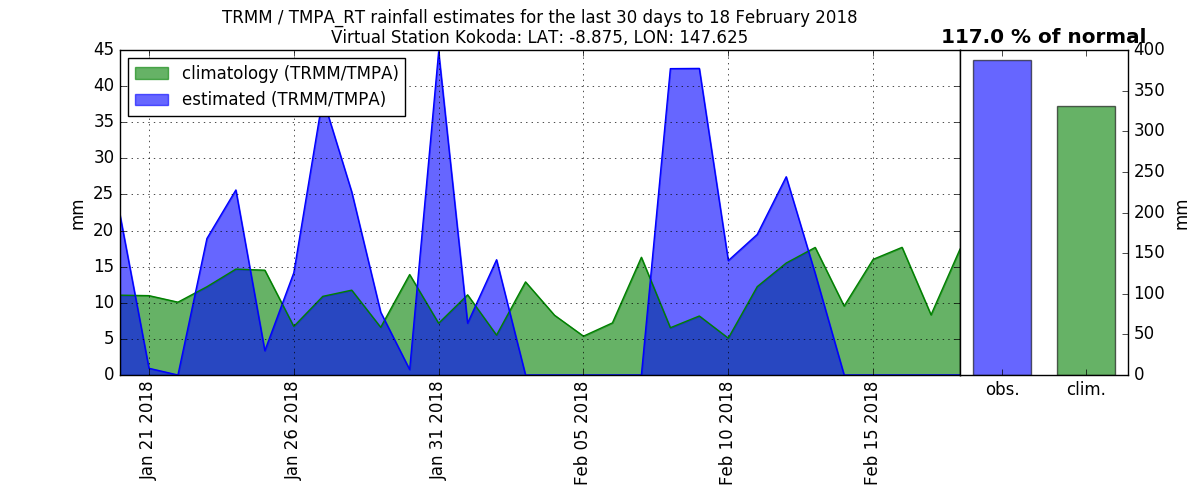 TRMM / TMPA_RT rainfall estimates for the last 30 days to 18 February 2018
Virtual Station Kokoda: LAT: -8.875, LON: 147.625
117.0 % of normal
climatology (TRMM/TMPA)
estimated (TRMM/TMPA)
45
40
35
30
25
20
15
10
5
0
mm
Jan 21 2018
Jan 26 2018
Jan 31 2018
Feb 05 2018
Feb 10 2018
Feb 15 2018
obs.
clim.
400
350
300
250
200
150
100
50
0
mm